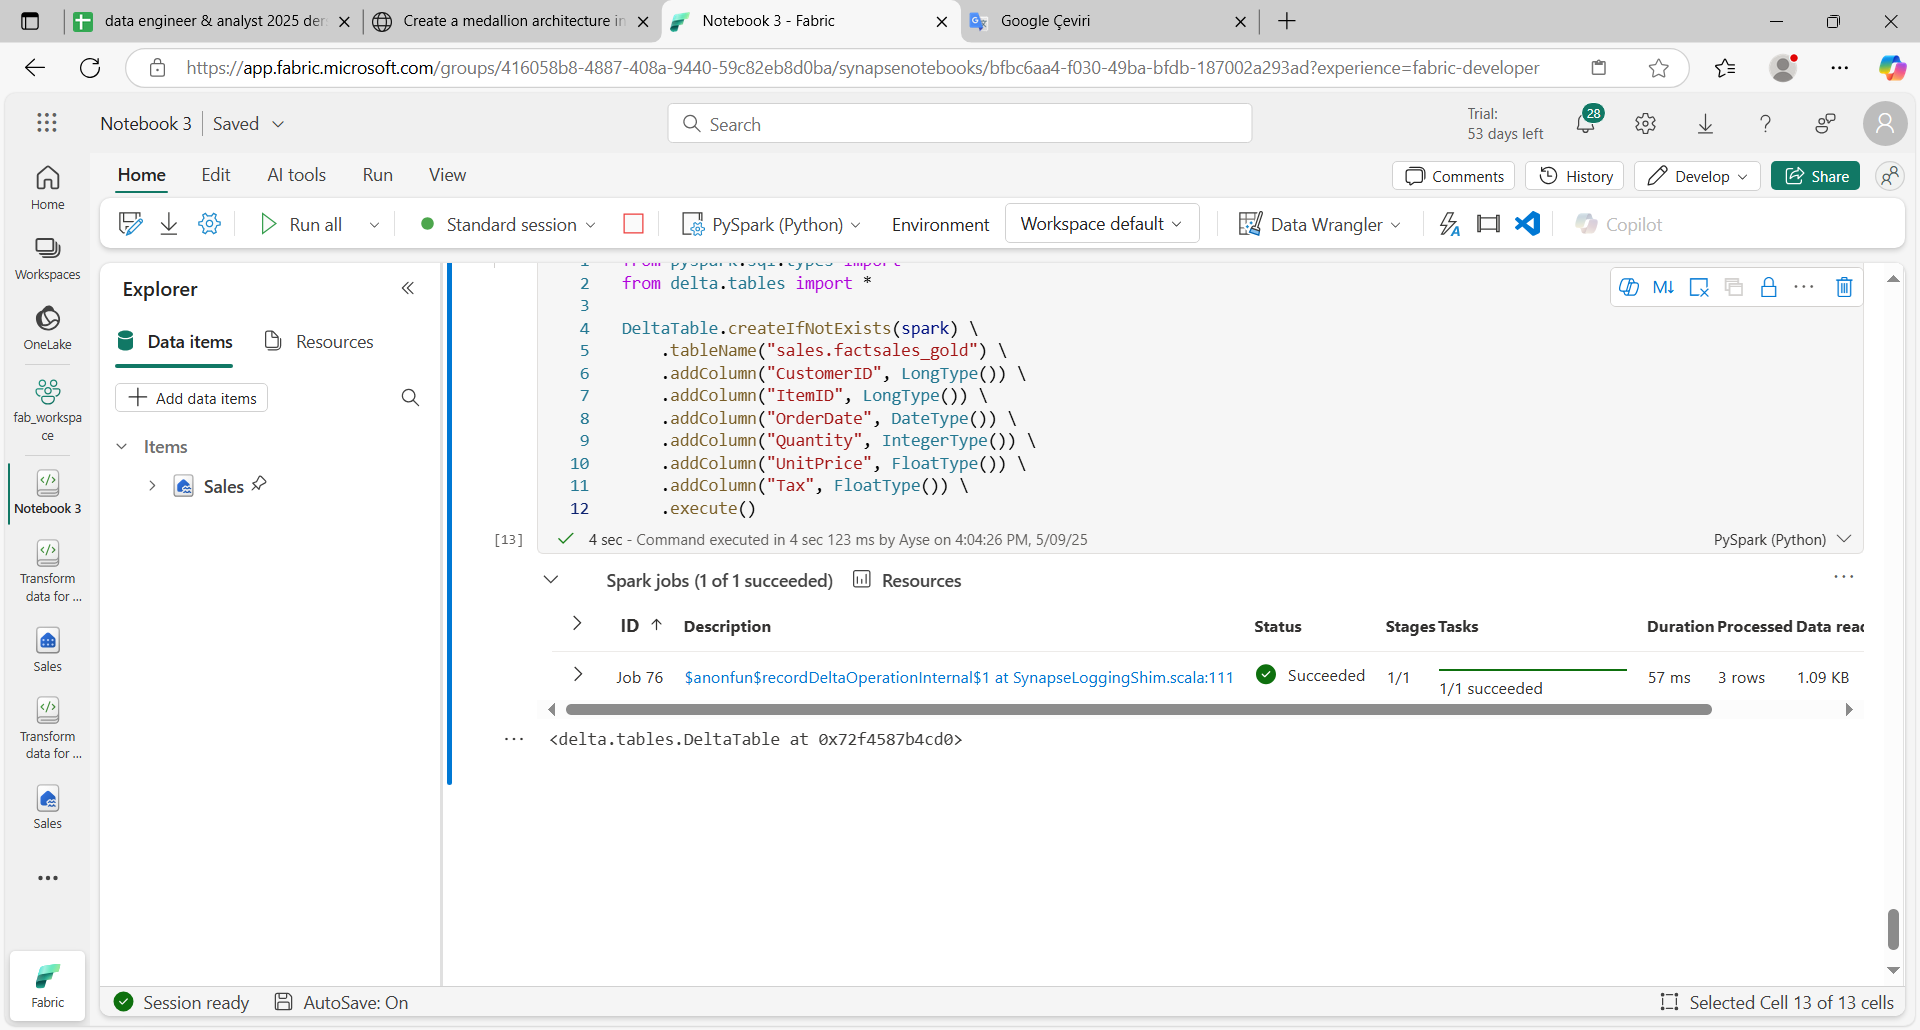 data engineer & analyst 2025 der
Create a medallion architecture in
Notebook 3 - Fabric
Google Çeviri
https://app.fabric.microsoft.com/groups/416058b8-4887-408a-9440-59c82eb8d0ba/synapsenotebooks/bfbc6aa4-f030-49ba-bfdb-187002a293ad?experience=fabric-developer
Notebook 3
Saved
Search
Trial:
53 days left
28
Home
Edit
AI tools
Run
View
Comments
History
Develop
Share
Run all
Standard session
PySpark (Python)
Environment
Workspace default
Data Wrangler
Copilot
Home
Workspaces
OneLake
fab_workspa
ce
Notebook 3
Transform
data for ...
Sales
Transform
data for ...
Sales
Fabric
Explorer
Data items
Resources
Add data items
Items
Sales
1 from pyspark.sql.types import
2 from delta.tables import *
3
4 DeltaTable.createIfNotExists(spark) \
5 .tableName("sales.factsales_gold") \
6 .addColumn("CustomerID", LongType()) \
7 .addColumn("ItemID", LongType()) \
8 .addColumn("OrderDate", DateType()) \
9 .addColumn("Quantity", IntegerType()) \
10 .addColumn("UnitPrice", FloatType()) \
11 .addColumn("Tax", FloatType()) \
12 .execute()
M↓
[13]
4 sec - Command executed in 4 sec 123 ms by Ayse on 4:04:26 PM, 5/09/25
PySpark (Python)
Spark jobs (1 of 1 succeeded)
Resources
ID Description Status Stages Tasks Duration Processed Data read
Job 76 $anonfun$recordDeltaOperationInternal$1 at SynapseLoggingShim.scala:111 Succeeded 1/1 1/1 succeeded 57 ms 3 rows 1.09 KB
<delta.tables.DeltaTable at 0x72f4587b4cd0>
Session ready
AutoSave: On
Selected Cell 13 of 13 cells